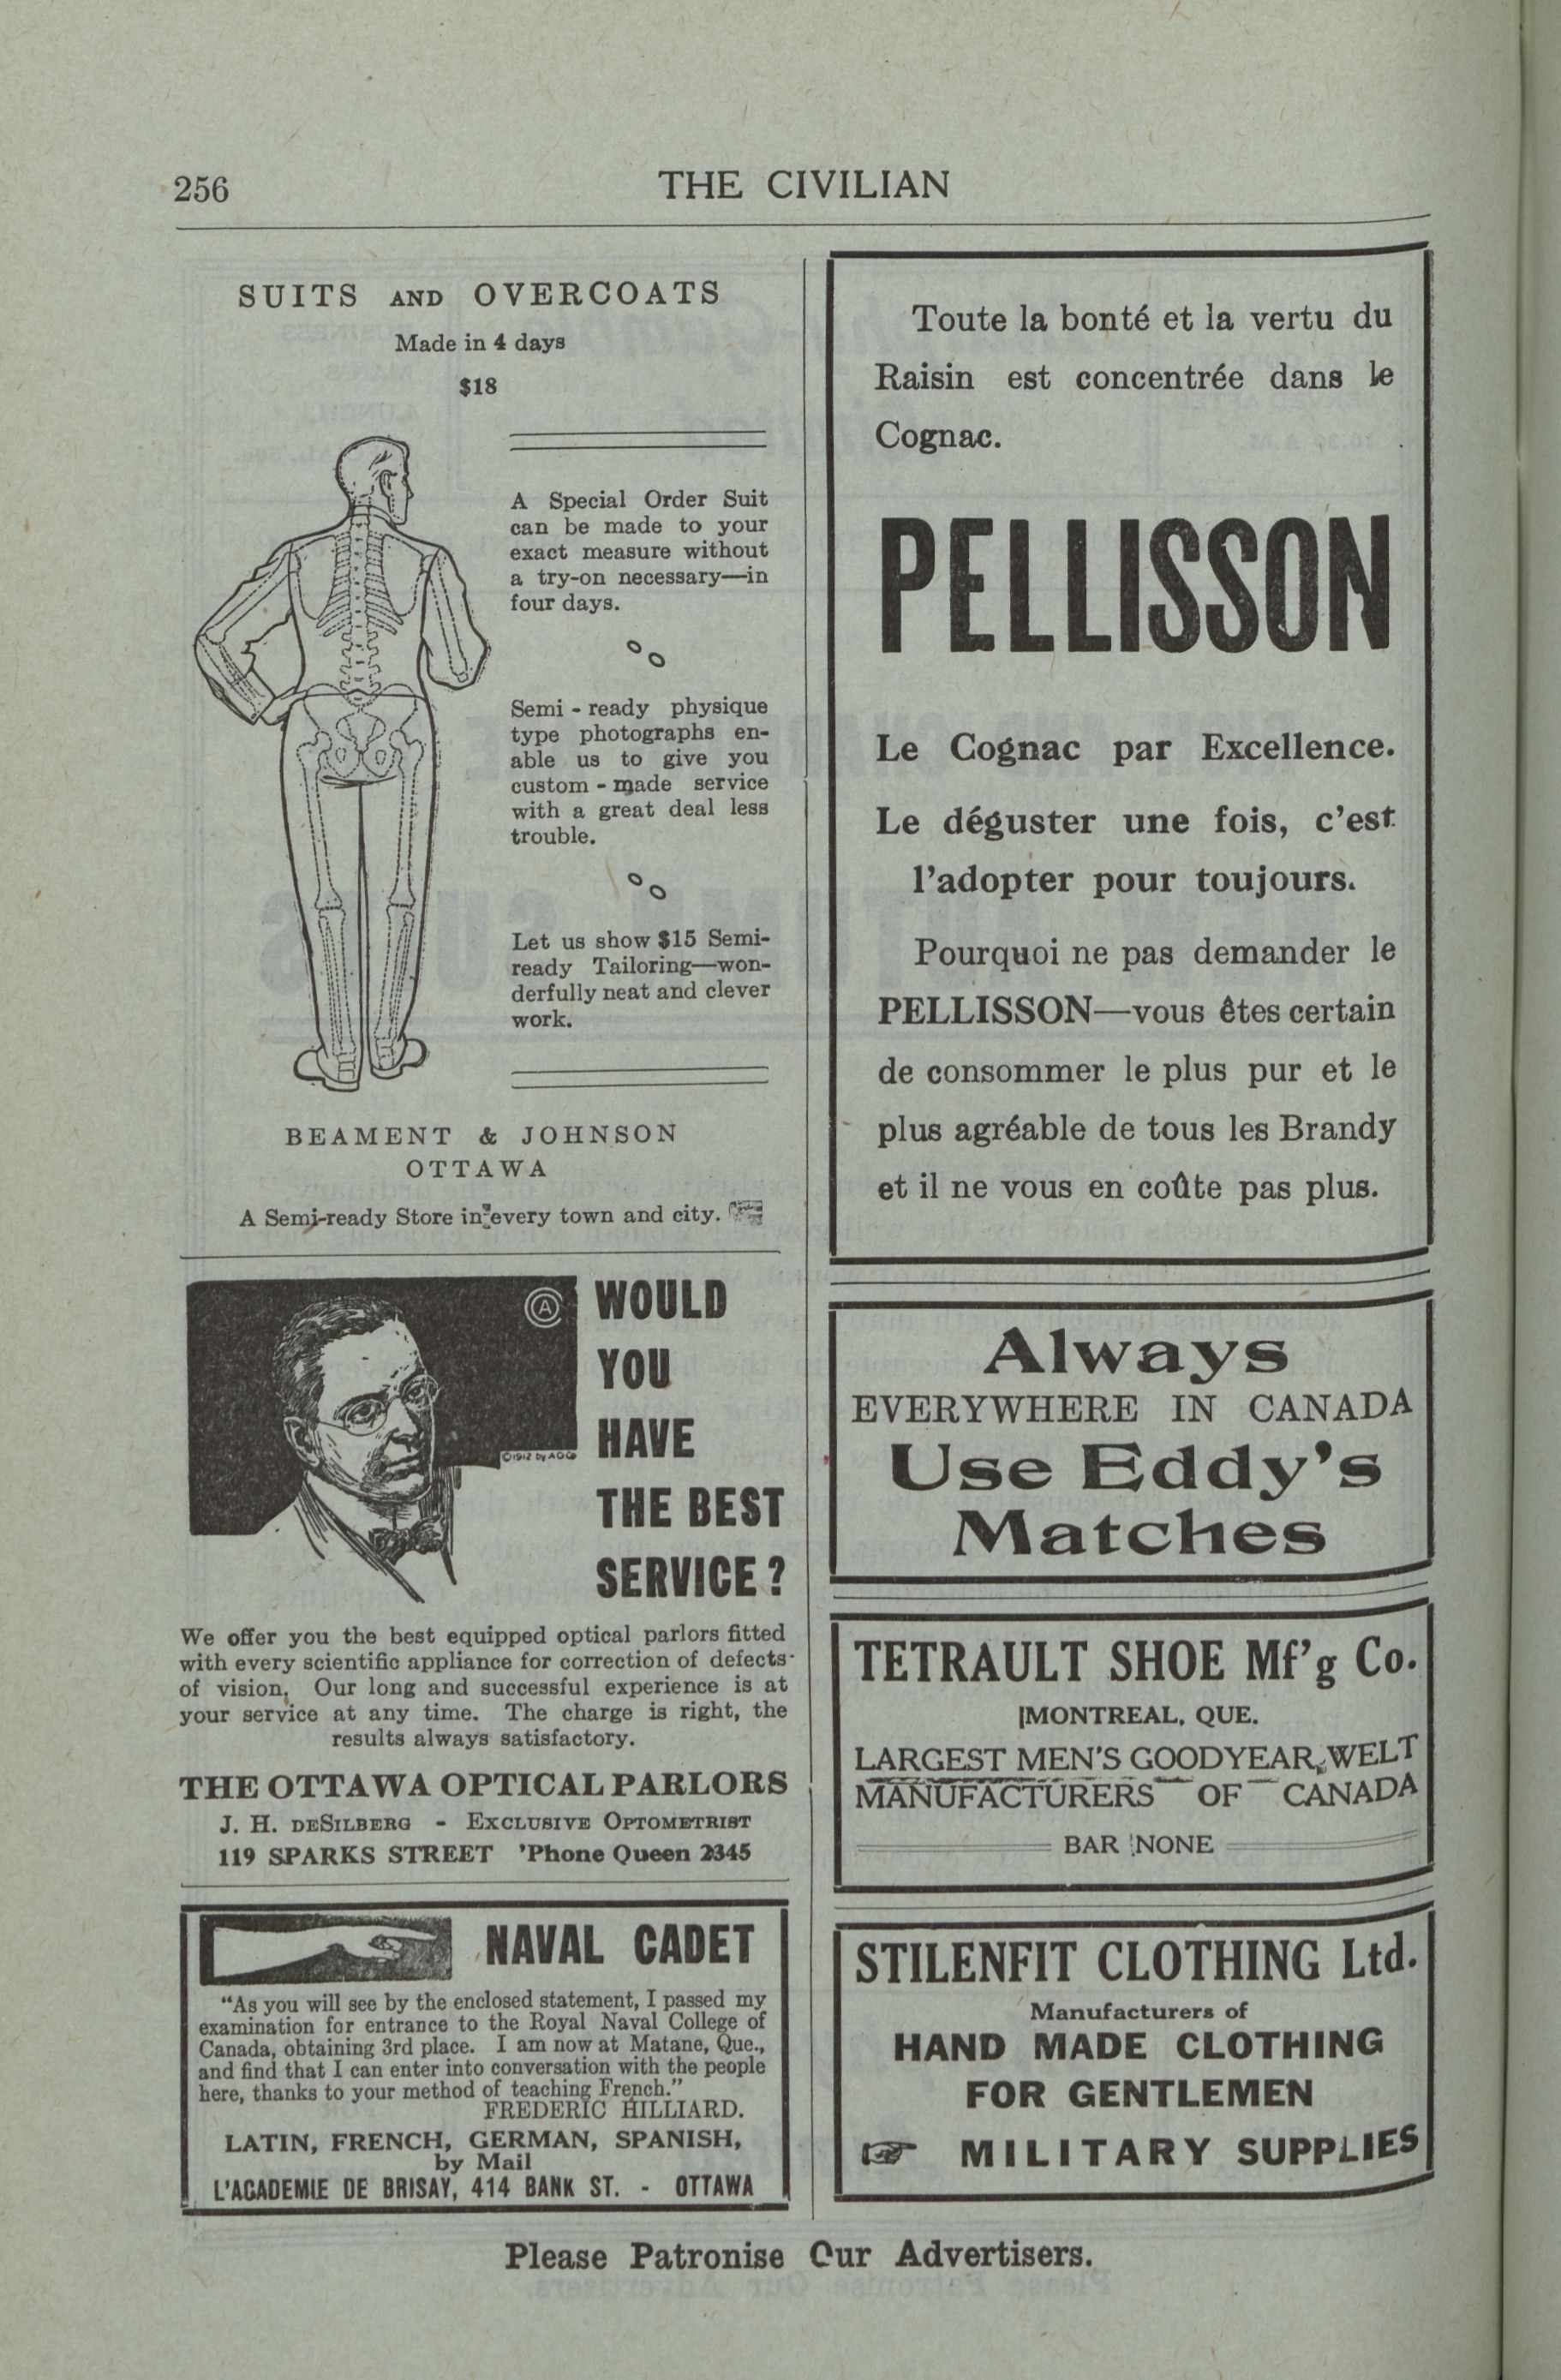 256
THE CIVILIAN
SUITS AND OVERCOATS
Made in 4 days
$18
A Special Order Suit
can be made to your
exact measure without
a try-on necessary—in
four days.
Semi - ready physique
type photographs en-
able us to give you
custom - made service
with a great deal less
trouble.
Let us show $15 Semi-
ready Tailoring—won-
derfully neat and clever
work.
BEAMENT & JOHNSON
OTTAWA
A Semi-ready Store in every town and city.
CA
©1912 by AOC
WOULD
YOU
HAVE
THE BEST
SERVICE?
We offer you the best equipped optical parlors fitted
with every scientific appliance for correction of defects
of vision, Our long and successful experience is at
your service at any time. The charge is right, the
results always satisfactory.
THE OTTAWA OPTICAL PARLORS
J. H. DESILBERG - EXCLUSIVE OPTOMETRIST
119 SPARKS STREET 'Phone Queen 2345
NAVAL CADET
“As you will see by the enclosed statement, I passed my
examination for entrance to the Royal Naval College of
Canada, obtaining 3rd place. I am now at Matane, Que.,
and find that I can enter into conversation with the people
here, thanks to your method of teaching French.”
FREDERIC HILLIARD.
LATIN, FRENCH, GERMAN, SPANISH,
by Mail
L'ACADEMIE DE BRISAY, 414 BANK ST. - OTTAWA
Toute la bonté et la vertu du
Raisin est concentrée dans le
Cognac.
PELLISSON
Le Cognac par Excellence.
Le déguster une fois, c'est
l'adopter pour toujours.
Pourquoi ne pas demander le
PELLISSON—vous êtes certain
de consommer le plus pur et le
plus agréable de tous les Brandy
et il ne vous en coûte pas plus.
Always
EVERYWHERE IN CANADA
Use Eddy's
Matches
TETRAULT SHOE Mf'g Co.
MONTREAL, QUE.
LARGEST MEN'S GOODYEAR WELT
MANUFACTURERS OF CANADA
BAR NONE
STILENFIT CLOTHING Ltd.
Manufacturers of
HAND MADE CLOTHING
FOR GENTLEMEN
☞ MILITARY SUPPLIES
Please Patronise Our Advertisers.